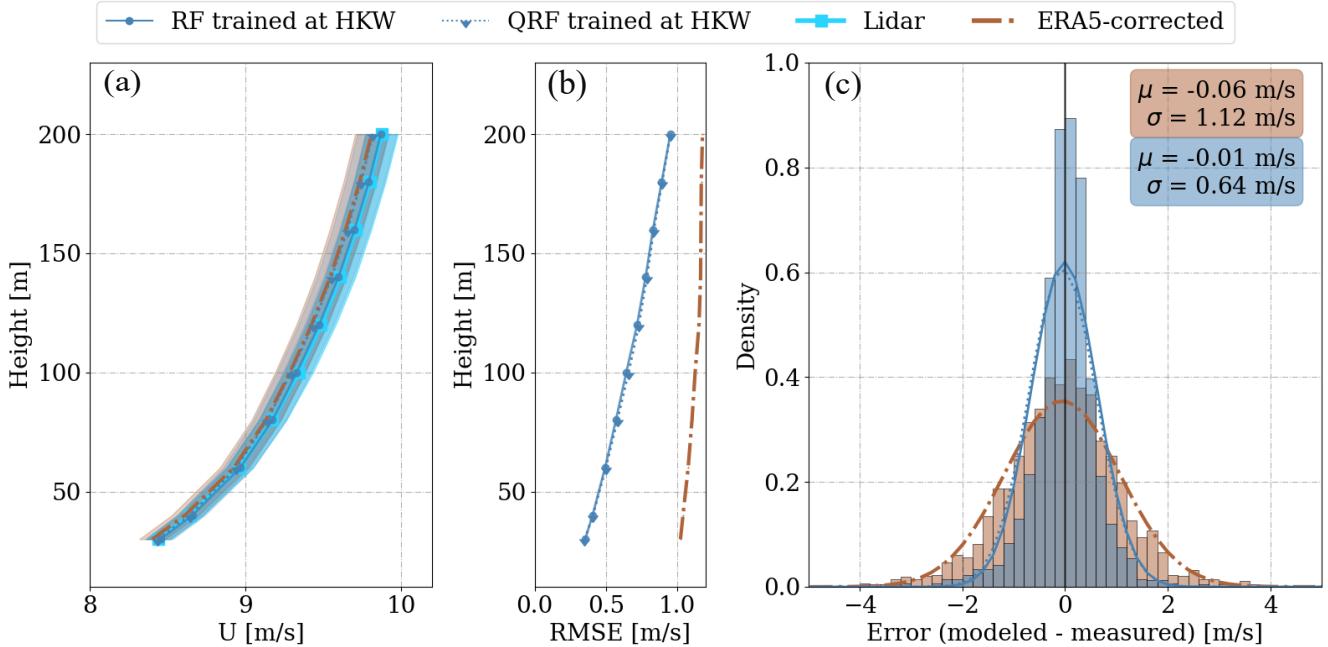 RF trained at HKW
QRF trained at HKW
Lidar
ERA5-corrected
(a)
Height [m]
200
150
100
50
8
9
10
U [m/s]
(b)
Height [m]
200
150
100
50
0.0
0.5
1.0
RMSE [m/s]
(c)
μ = -0.06 m/s
σ = 1.12 m/s
μ = -0.01 m/s
σ = 0.64 m/s
Density
1.0
0.8
0.6
0.4
0.2
0.0
−4
−2
0
2
4
Error (modeled - measured) [m/s]